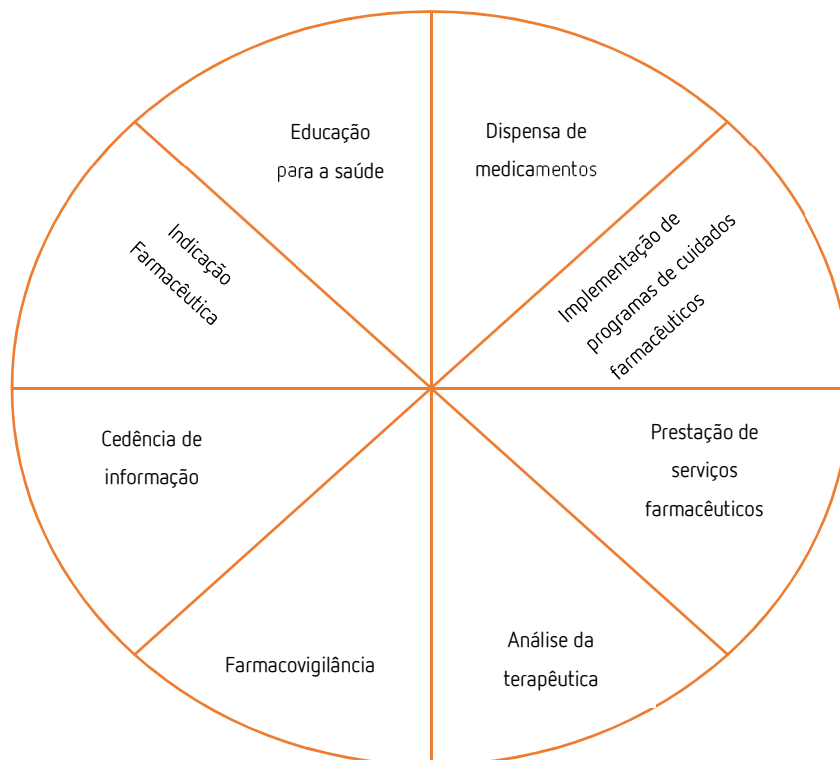 Educação
para a saúde
Dispensa de
medicamentos
Implementação de
programas de cuidados
farmacêuticos
Prestação de
serviços
farmacêuticos
Análise da
terapêutica
Farmacovigilância
Cedência de
informação
Indicação
Farmacêutica